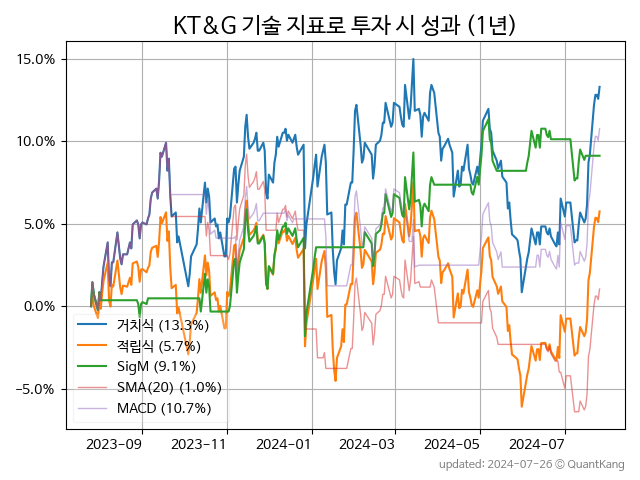 KT&G 기술 지표로 투자 시 성과 (1년)
15.0%
10.0%
5.0%
0.0%
−5.0%
거치식 (13.3%)
적립식 (5.7%)
SigM (9.1%)
SMA(20) (1.0%)
MACD (10.7%)
2023-09
2023-11
2024-01
2024-03
2024-05
2024-07
updated: 2024-07-26 © QuantKang